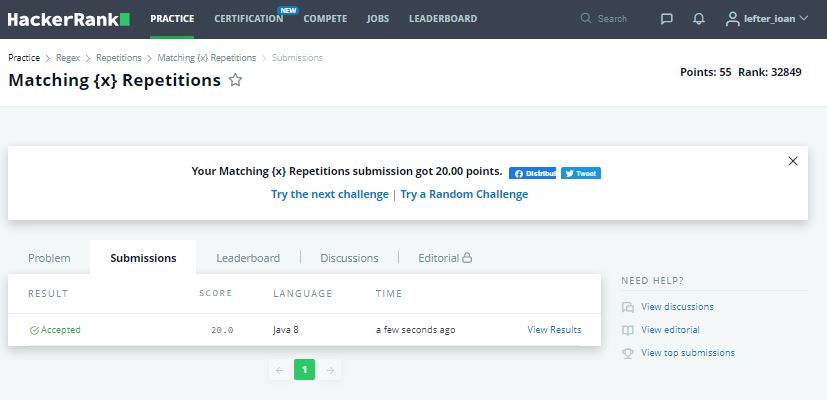 HackerRank PRACTICE CERTIFICATION NEW COMPETE JOBS LEADERBOARD Search lefter_ioan
Practice > Regex > Repetitions > Matching {x} Repetitions > Submissions
Matching {x} Repetitions
Points: 55 Rank: 32849
Your Matching {x} Repetitions submission got 20.00 points. Distribui Tweet
Try the next challenge | Try a Random Challenge
Problem Submissions Leaderboard Discussions Editorial
RESULT SCORE LANGUAGE TIME
Accepted 20.0 Java 8 a few seconds ago View Results
1
NEED HELP?
View discussions
View editorial
View top submissions